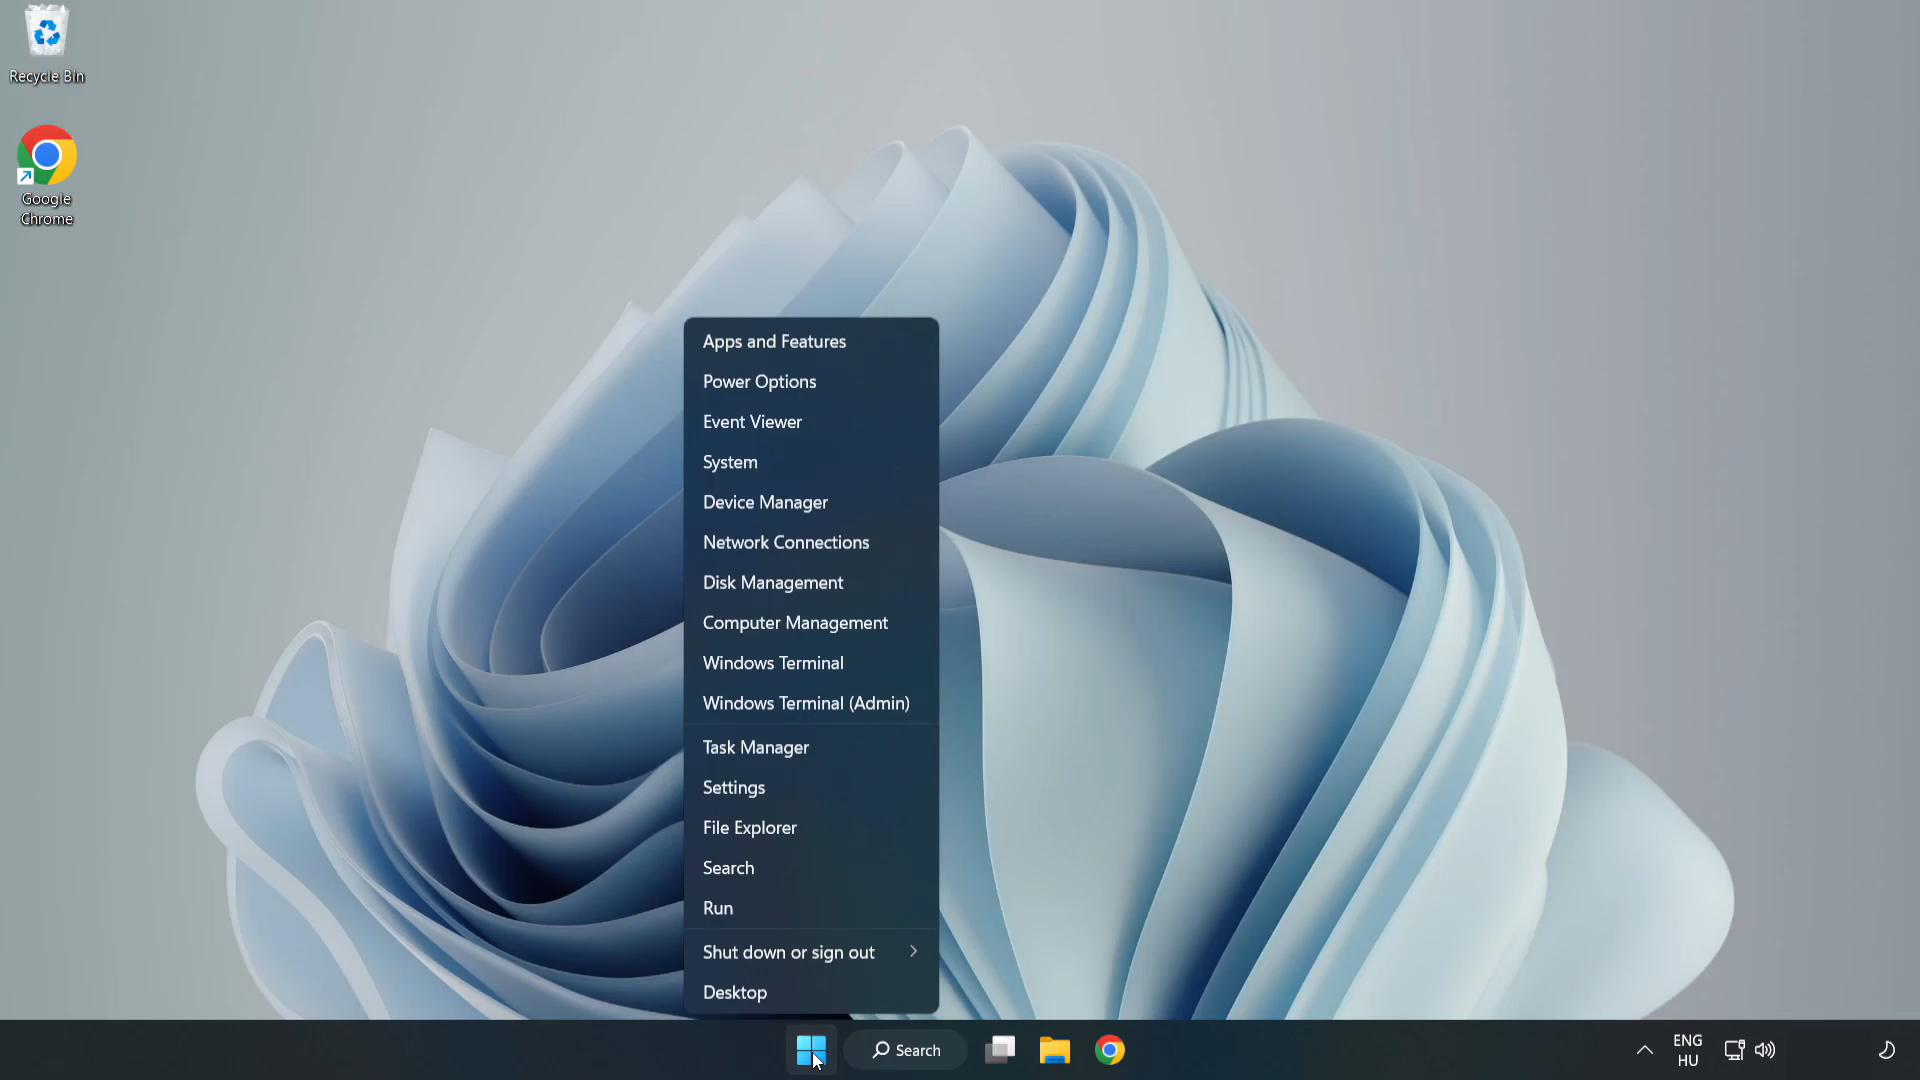 Recycle Bin
Google
Chrome
Apps and Features
Power Options
Event Viewer
System
Device Manager
Network Connections
Disk Management
Computer Management
Windows Terminal
Windows Terminal (Admin)
Task Manager
Settings
File Explorer
Search
Run
Shut down or sign out
Desktop
Search
ENG
HU